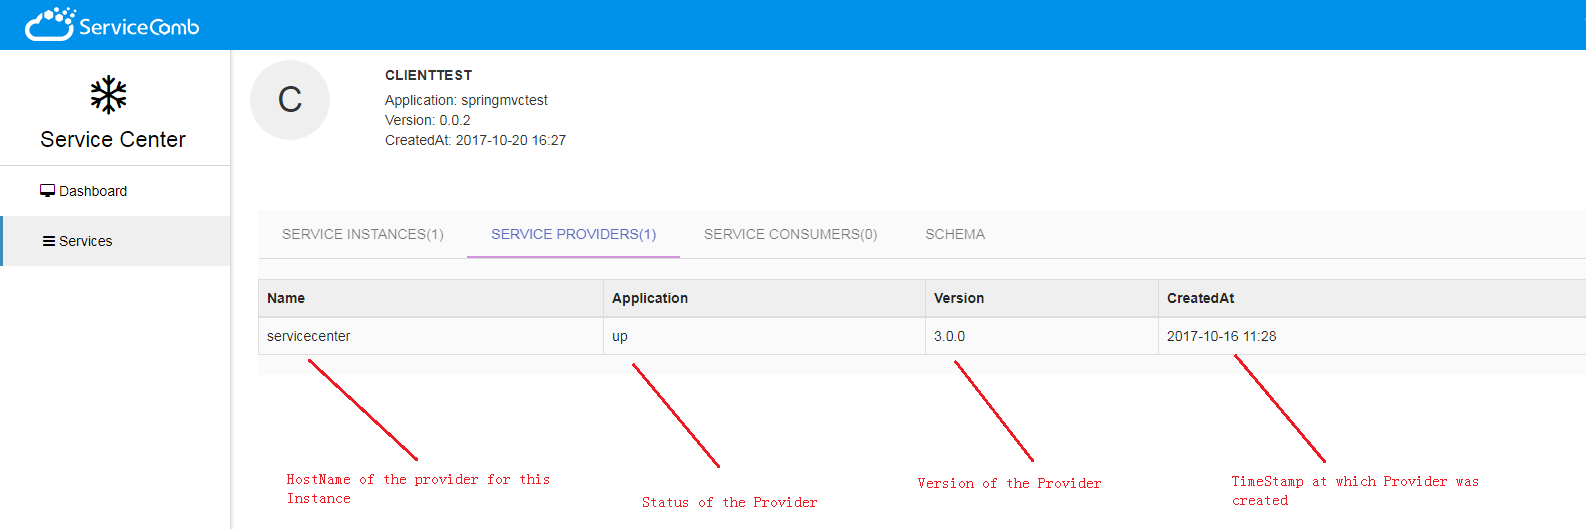 ServiceComb
Service Center
Dashboard
Services
C
CLIENTTEST
Application: springmvctest
Version: 0.0.2
CreatedAt: 2017-10-20 16:27
SERVICE INSTANCES(1) SERVICE PROVIDERS(1) SERVICE CONSUMERS(0) SCHEMA
Name Application Version CreatedAt
servicecenter up 3.0.0 2017-10-16 11:28
HostName of the provider for this
Instance
Status of the Provider
Version of the Provider
TimeStamp at which Provider was
created